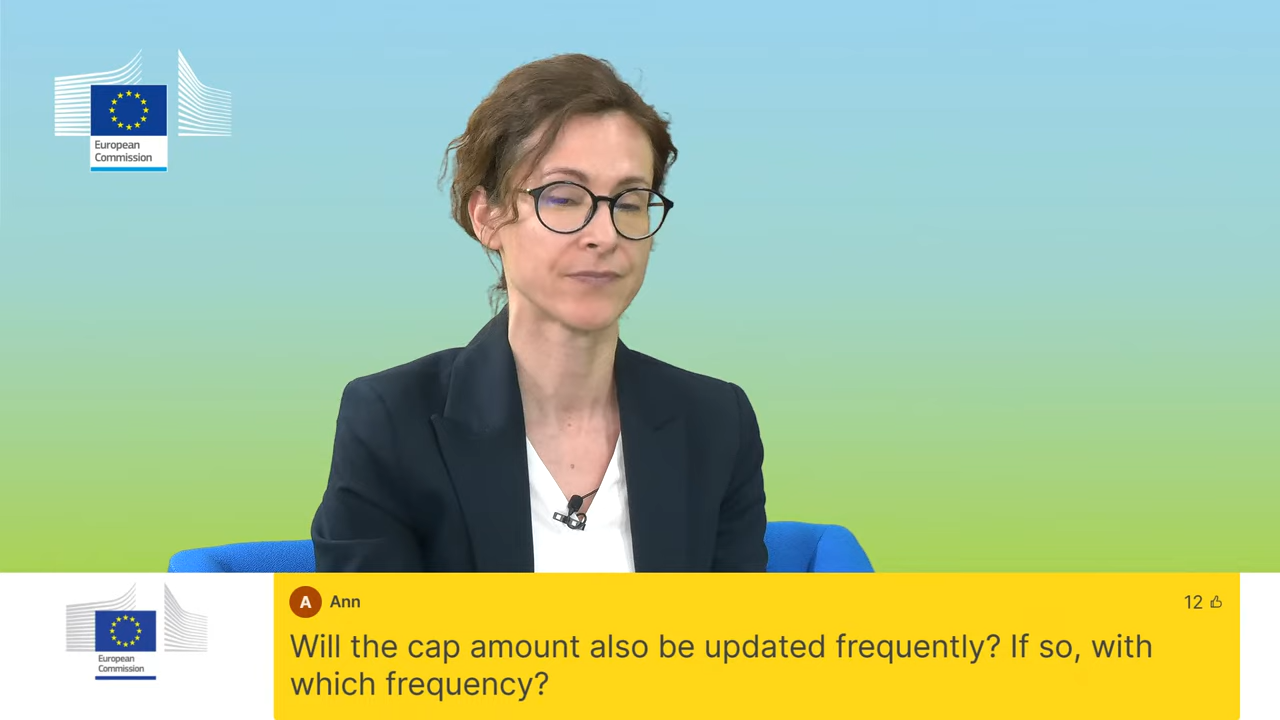 European
Commission
A Ann
12
Will the cap amount also be updated frequently? If so, with
which frequency?
European
Commission